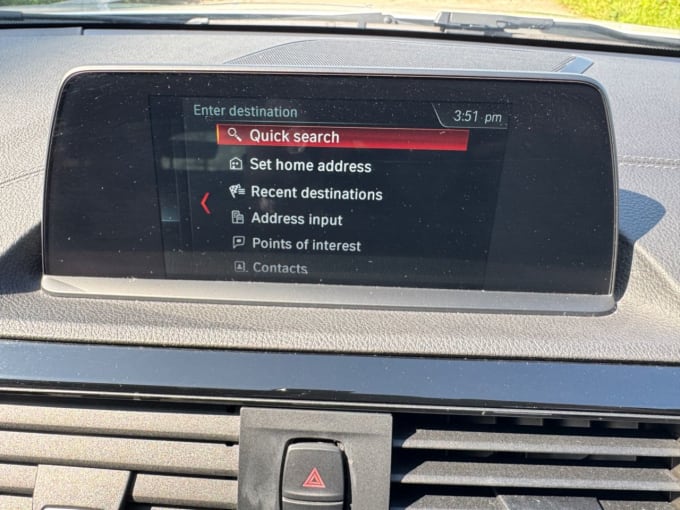 Enter destination
3:51 pm
Quick search
Set home address
Recent destinations
Address input
Points of interest
Contacts